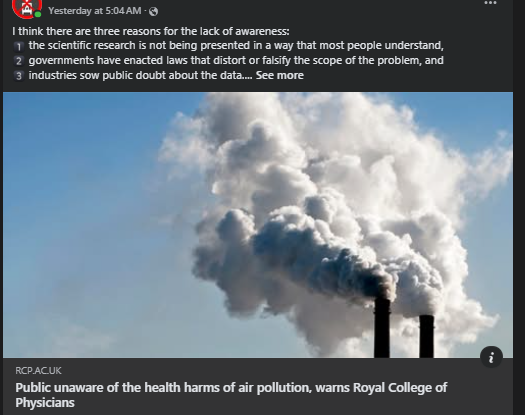 Yesterday at 5:04 AM ·
I think there are three reasons for the lack of awareness:
1 the scientific research is not being presented in a way that most people understand,
2 governments have enacted laws that distort or falsify the scope of the problem, and
3 industries sow public doubt about the data.... See more
i
RCP.AC.UK
Public unaware of the health harms of air pollution, warns Royal College of
Physicians